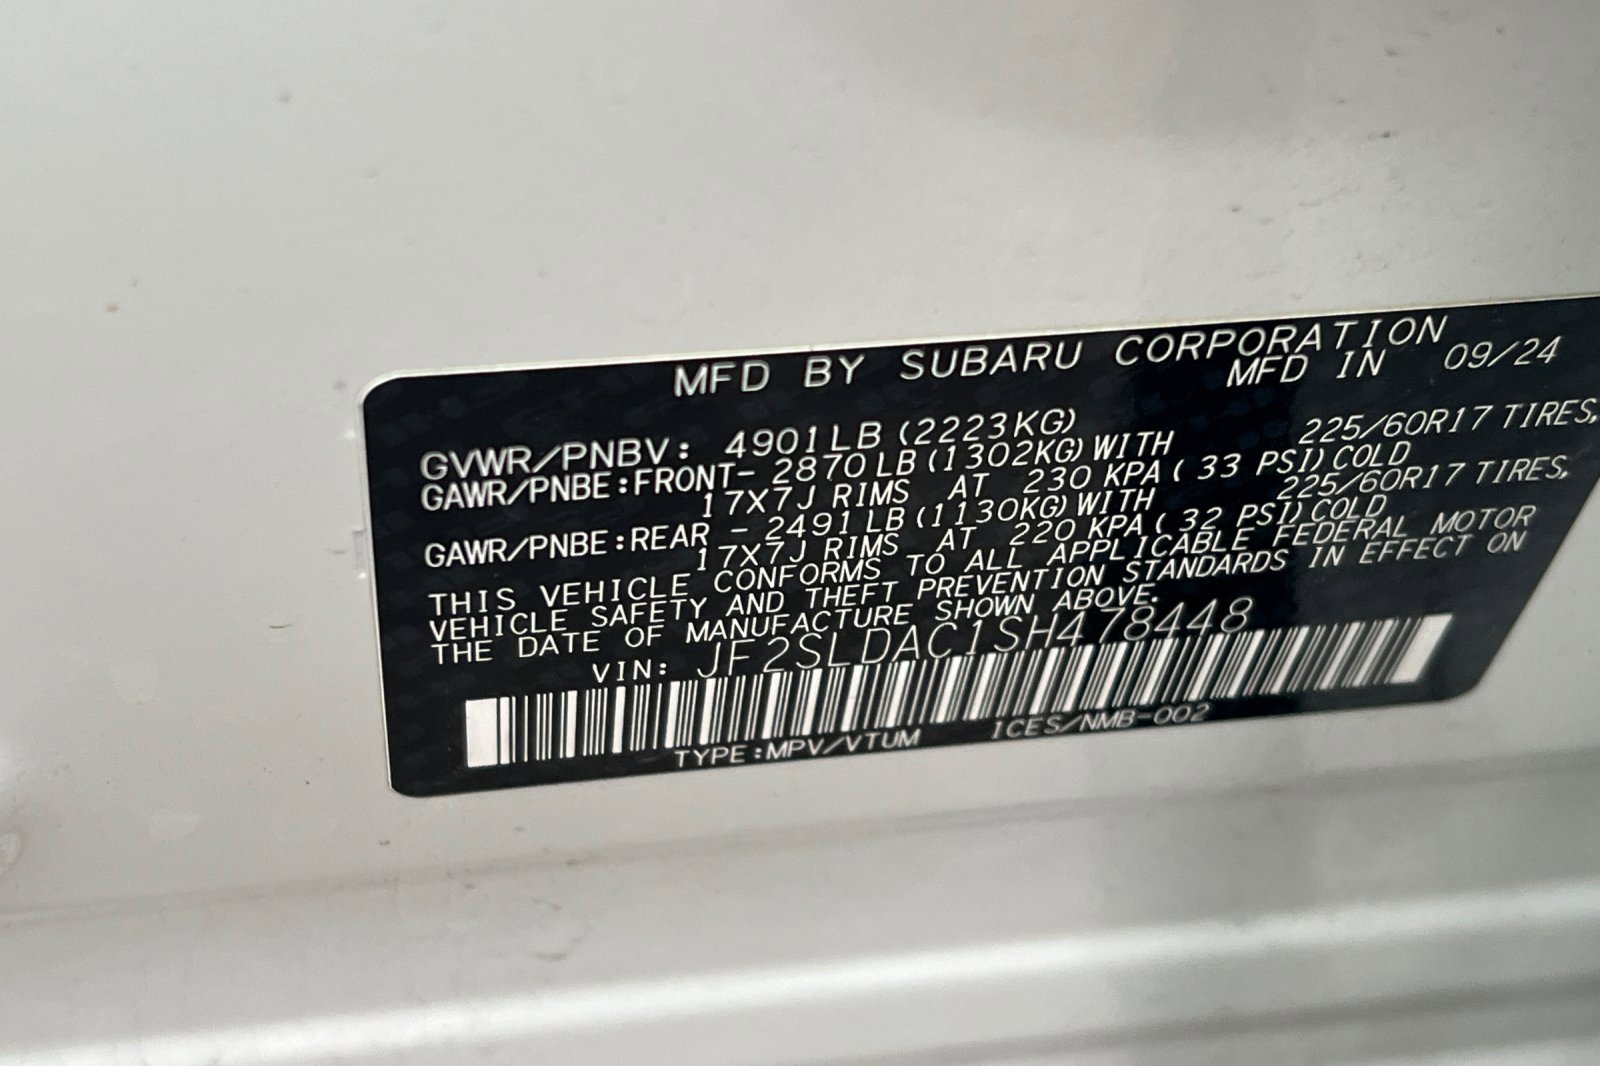 MFD BY SUBARU CORPORATION
MFD IN 09/24
GVWR/PNBV: 4901LB (2223KG)
GAWR/PNBE:FRONT- 2870LB(1302KG)WITH 225/60R17 TIRES,
17X7J RIMS AT 230 KPA( 33 PSI)COLD
GAWR/PNBE:REAR - 2491LB(1130KG)WITH 225/60R17 TIRES,
17X7J RIMS AT 220 KPA( 32 PSI)COLD
THIS VEHICLE CONFORMS TO ALL APPLICABLE FEDERAL MOTOR
VEHICLE SAFETY AND THEFT PREVENTION STANDARDS IN EFFECT ON
THE DATE OF MANUFACTURE SHOWN ABOVE.
VIN: JF2SLDAC1SH478448
TYPE:MPV/VTUM ICES/NMB-002